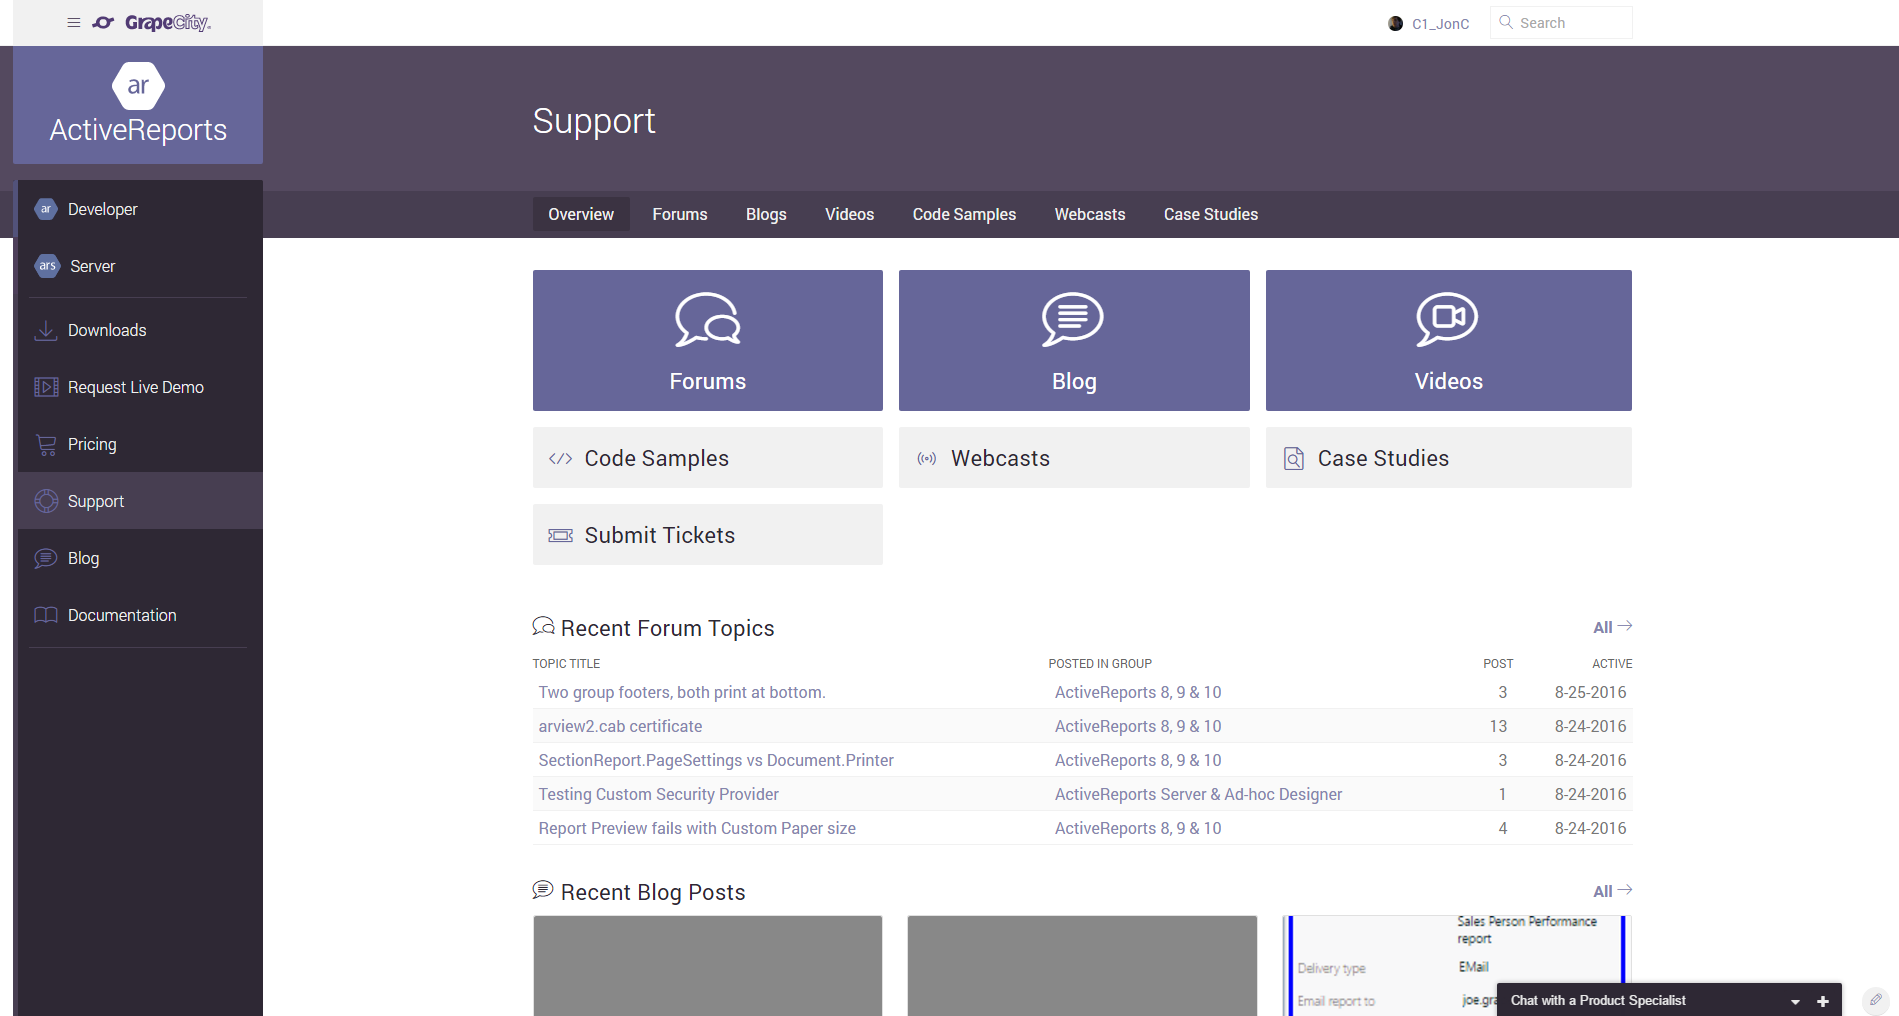 GrapeCity
C1_JonC
Search
ar
ActiveReports
Support
ar Developer
ars Server
Downloads
Request Live Demo
Pricing
Support
Blog
Documentation
Overview Forums Blogs Videos Code Samples Webcasts Case Studies
Forums
Blog
Videos
</> Code Samples
Webcasts
Case Studies
Submit Tickets
Recent Forum Topics
All
TOPIC TITLE POSTED IN GROUP POST ACTIVE
Two group footers, both print at bottom. ActiveReports 8, 9 & 10 3 8-25-2016
arview2.cab certificate ActiveReports 8, 9 & 10 13 8-24-2016
SectionReport.PageSettings vs Document.Printer ActiveReports 8, 9 & 10 3 8-24-2016
Testing Custom Security Provider ActiveReports Server & Ad-hoc Designer 1 8-24-2016
Report Preview fails with Custom Paper size ActiveReports 8, 9 & 10 4 8-24-2016
Recent Blog Posts
All
Sales Person Performance
report
Delivery type EMail
Email report to joe.gra
Chat with a Product Specialist